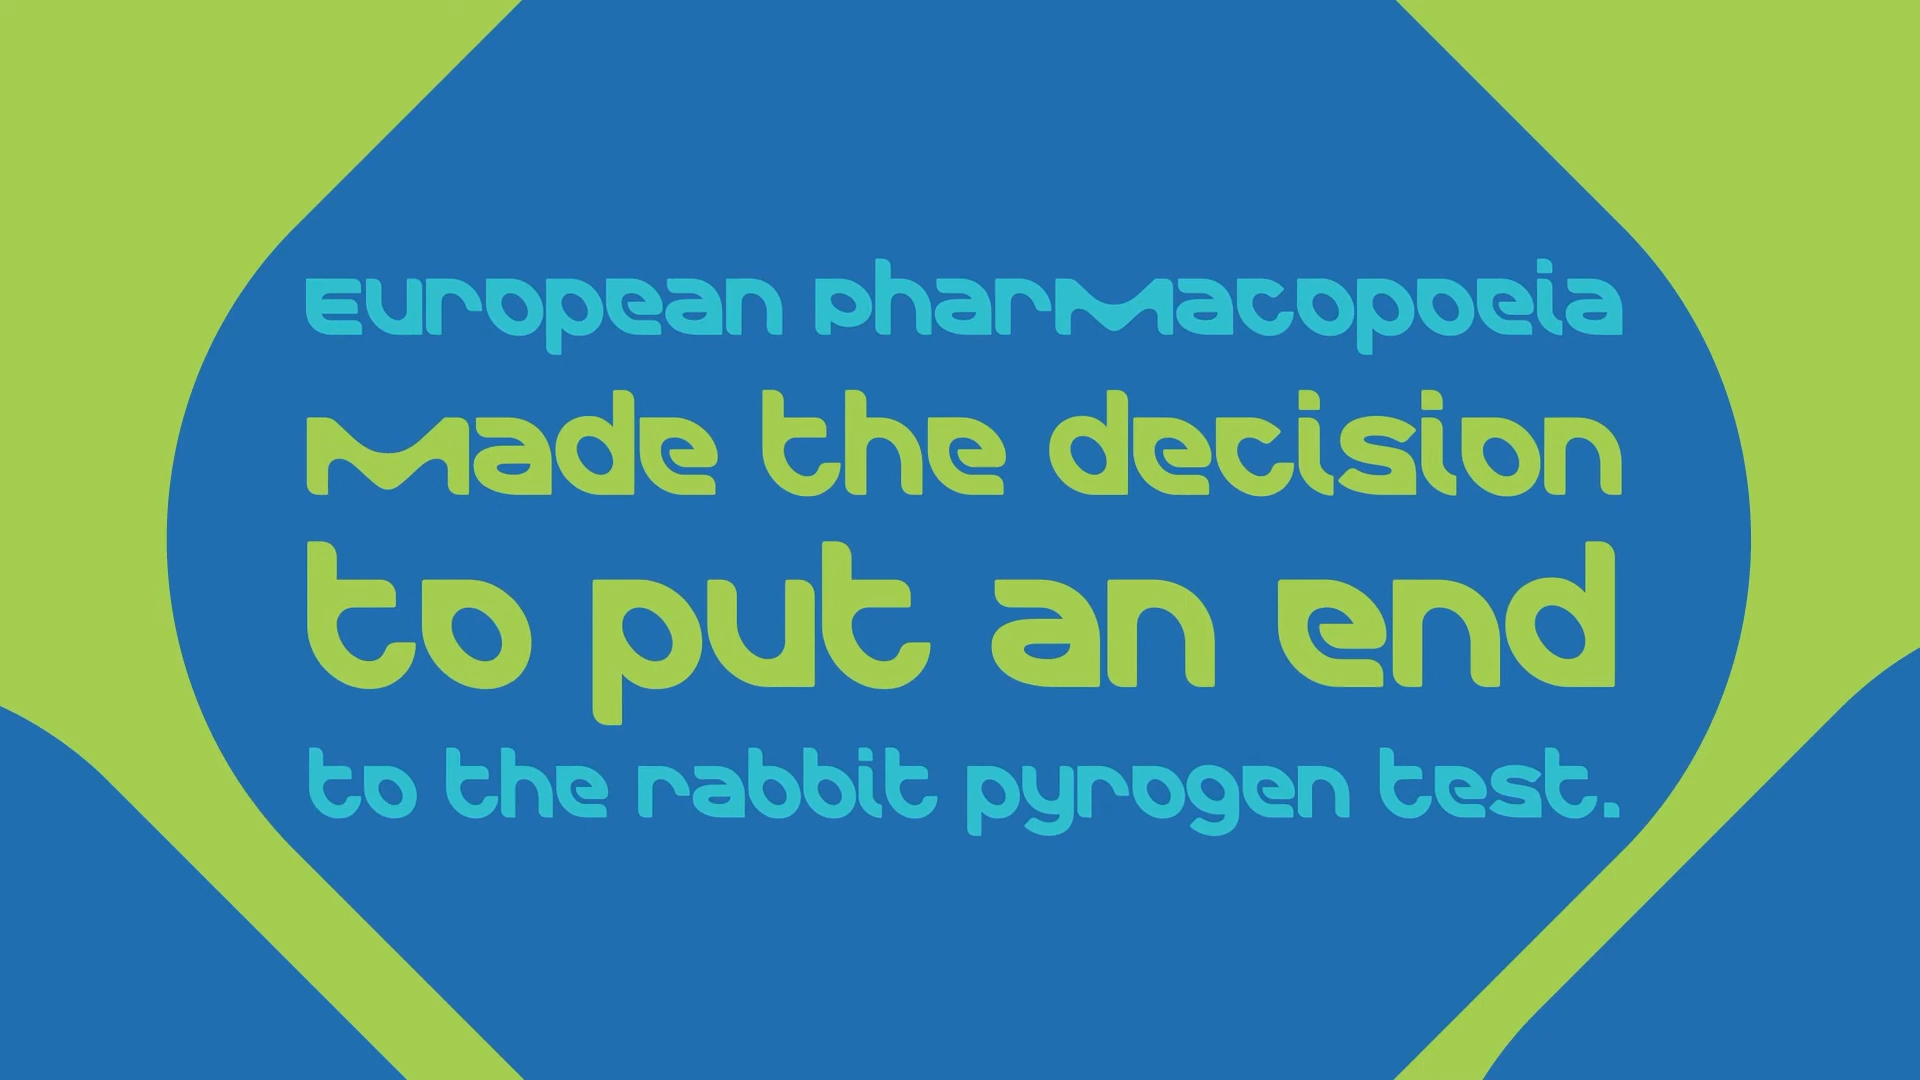 European Pharmacopoeia
Made the decision
to put an end
to the rabbit pyrogen test.